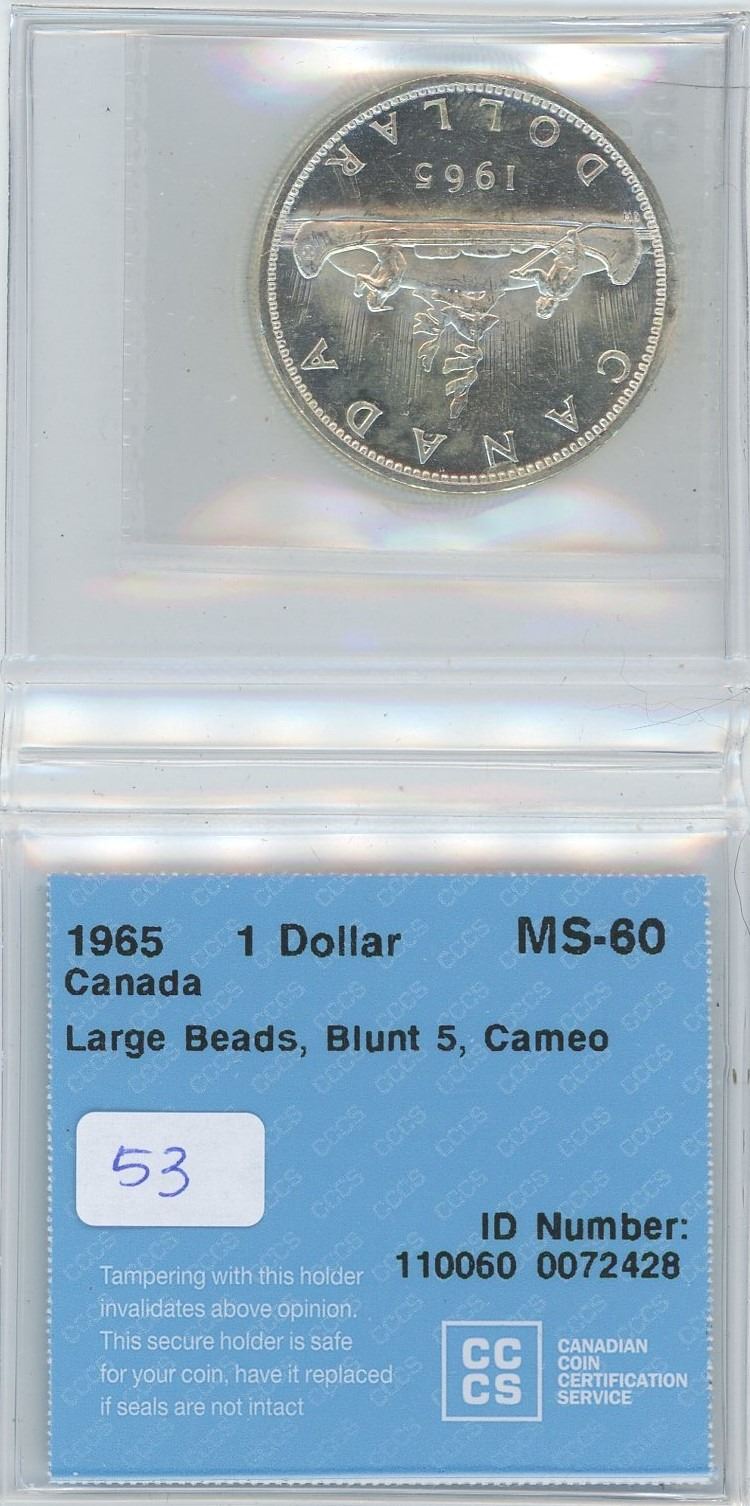 DOLLAR
1965
CANADA
1965 1 Dollar MS-60
Canada
Large Beads, Blunt 5, Cameo
53
ID Number:
110060 0072428
Tampering with this holder
invalidates above opinion.
This secure holder is safe
for your coin, have it replaced
if seals are not intact
CC
CS
CANADIAN
COIN
CERTIFICATION
SERVICE